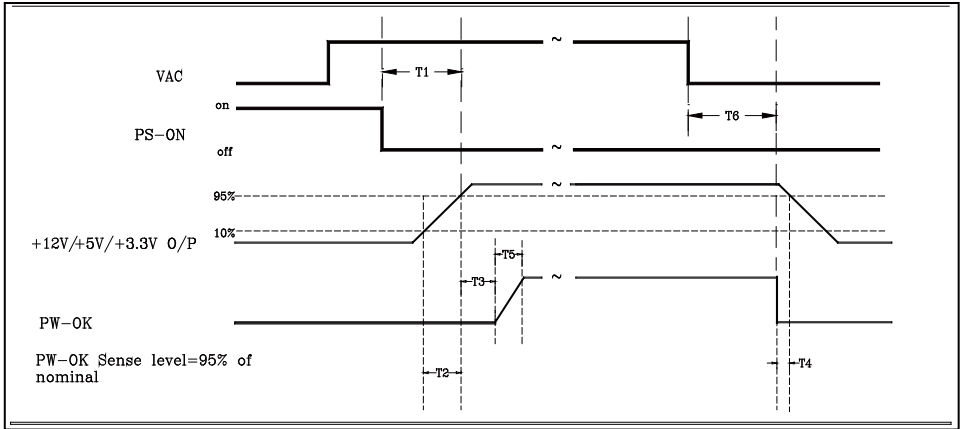 VAC
~
T1
T6
on
PS-ON
off
~
95%
~
10%
+12V/+5V/+3.3V O/P
T5
T3
~
PW-OK
PW-OK Sense level=95% of
nominal
T2
T4